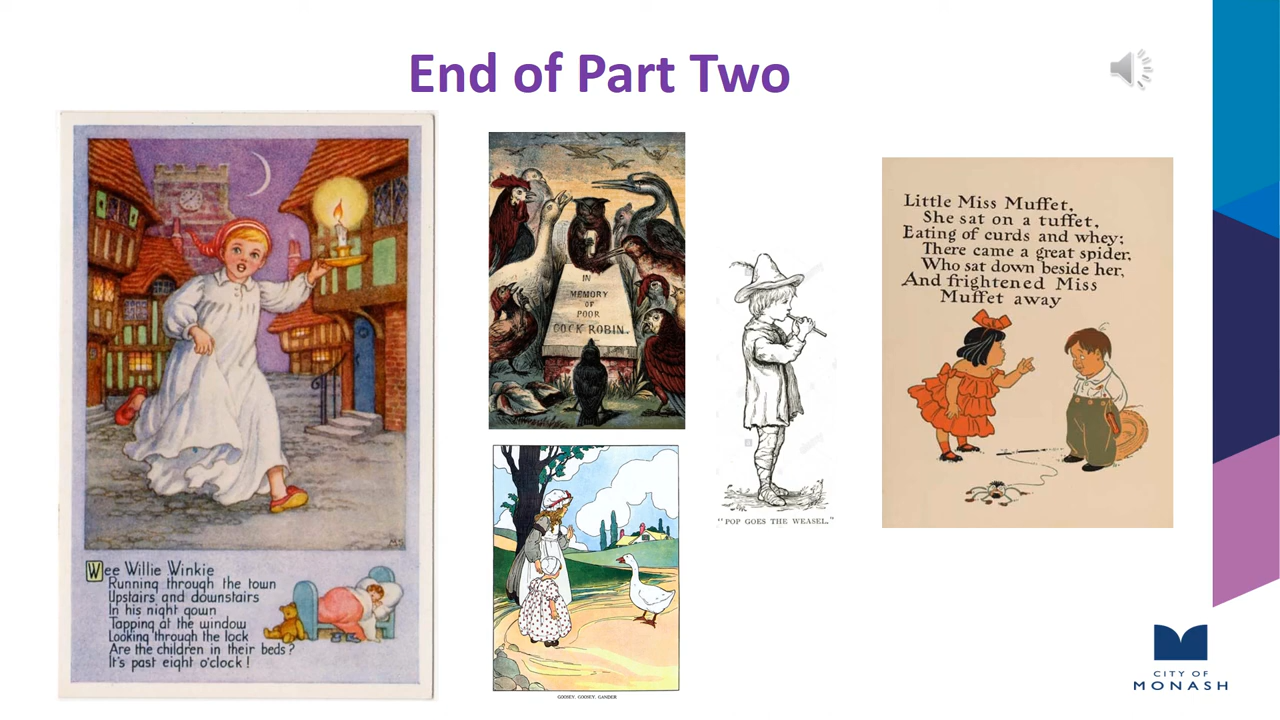 End of Part Two
Wee Willie Winkie
Running through the town
Upstairs and downstairs
In his night gown
Tapping at the window
Looking through the lock
Are the children in their beds?
It's past eight o'clock!
IN
MEMORY
OF
POOR
COCK ROBIN.
GOOSEY, GOOSEY, GANDER
"POP GOES THE WEASEL."
Little Miss Muffet,
She sat on a tuffet,
Eating of curds and whey;
There came a great spider,
Who sat down beside her,
And frightened Miss
Muffet away
CITY OF
MONASH